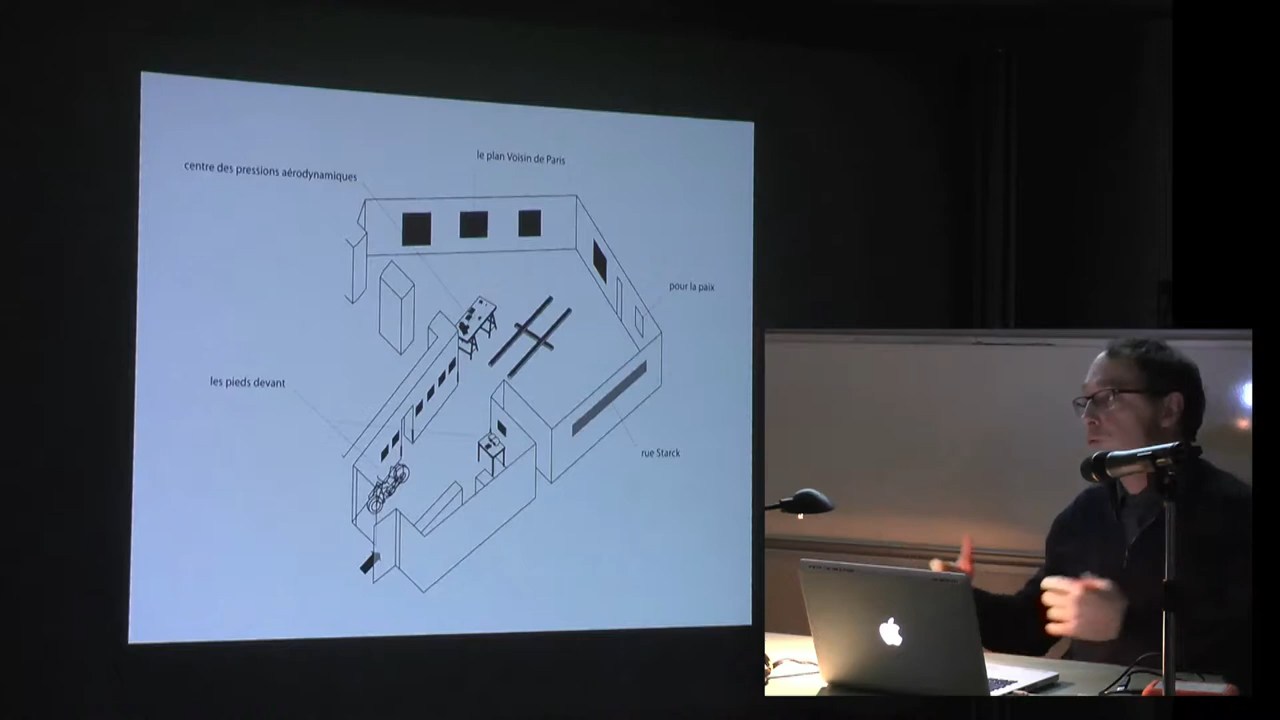 le plan Voisin de Paris
centre des pressions aérodynamiques
pour la paix
les pieds devant
rue Starck